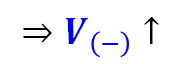 ⇒ V(−) ↑